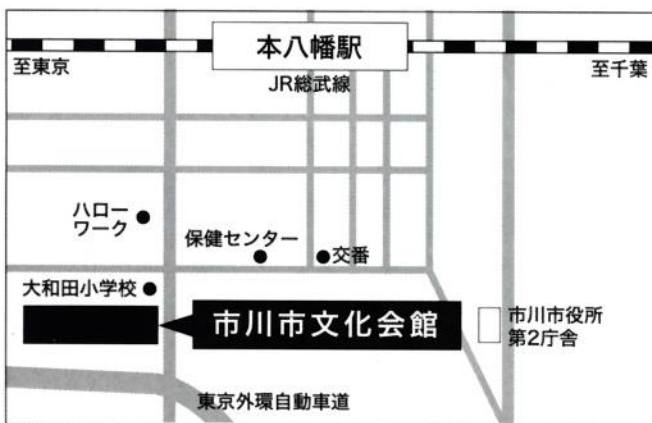 本八幡駅
至東京
至千葉
JR総武線
ハロー
ワーク
保健センター
交番
大和田小学校
市川市文化会館
市川市役所
第2庁舎
東京外環自動車道